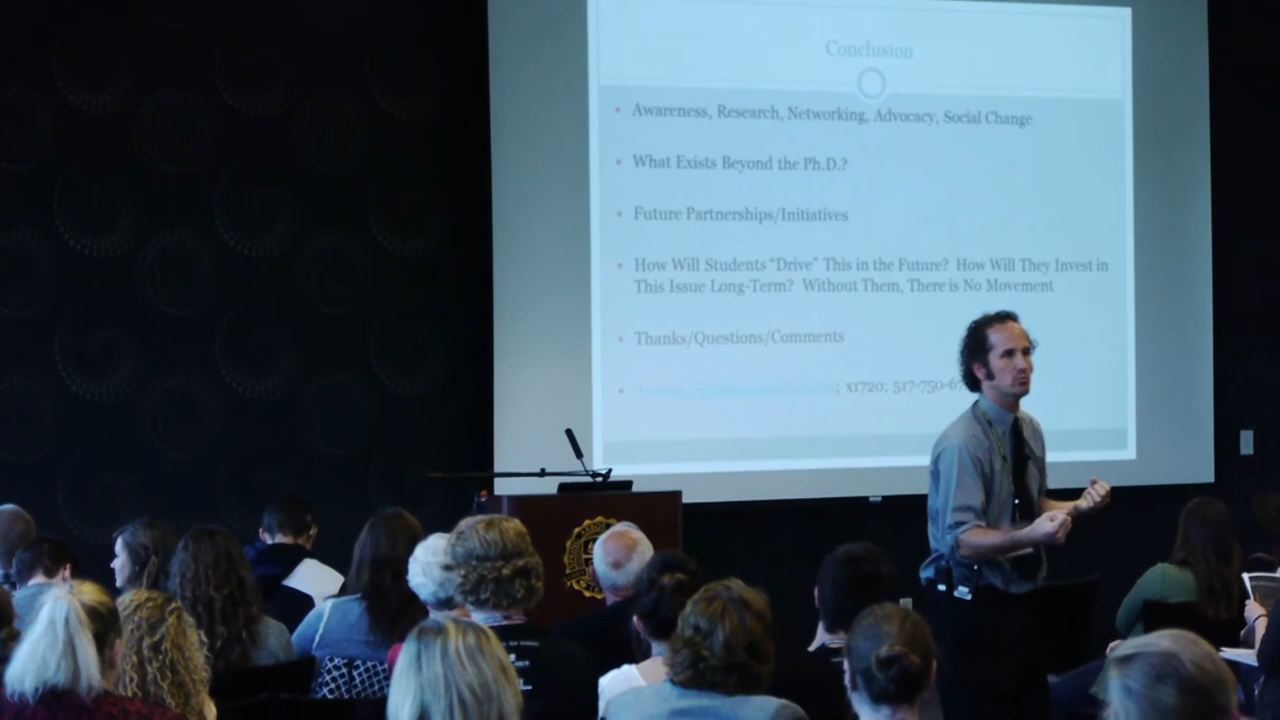 Conclusion
Awareness, Research, Networking, Advocacy, Social Change
What Exists Beyond the Ph.D.?
Future Partnerships/Initiatives
How Will Students “Drive” This in the Future? How Will They Invest in
This Issue Long-Term? Without Them, There is No Movement
Thanks/Questions/Comments
; x1720; 517-750-67